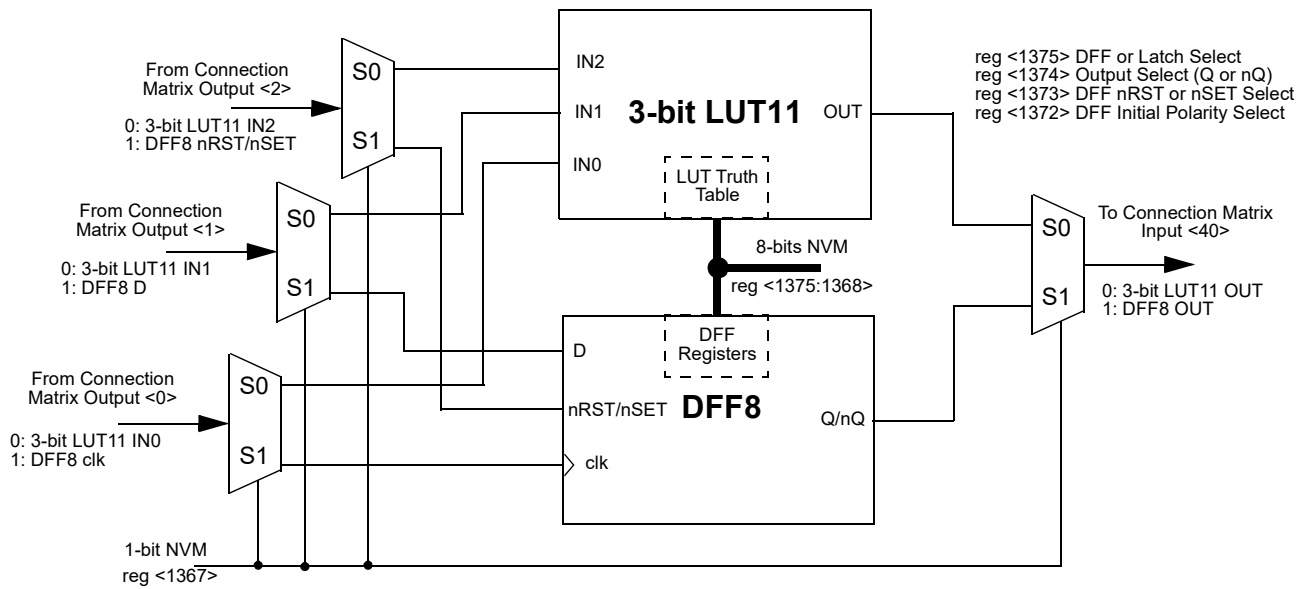 From Connection
Matrix Output <2>
0: 3-bit LUT11 IN2
1: DFF8 nRST/nSET
S0
S1
From Connection
Matrix Output <1>
0: 3-bit LUT11 IN1
1: DFF8 D
S0
S1
From Connection
Matrix Output <0>
0: 3-bit LUT11 IN0
1: DFF8 clk
S0
S1
1-bit NVM
reg <1367>
IN2
IN1
IN0
3-bit LUT11
OUT
LUT Truth
Table
8-bits NVM
reg <1375:1368>
DFF
Registers
D
nRST/nSET
clk
DFF8
Q/nQ
reg <1375> DFF or Latch Select
reg <1374> Output Select (Q or nQ)
reg <1373> DFF nRST or nSET Select
reg <1372> DFF Initial Polarity Select
S0
S1
To Connection Matrix
Input <40>
0: 3-bit LUT11 OUT
1: DFF8 OUT